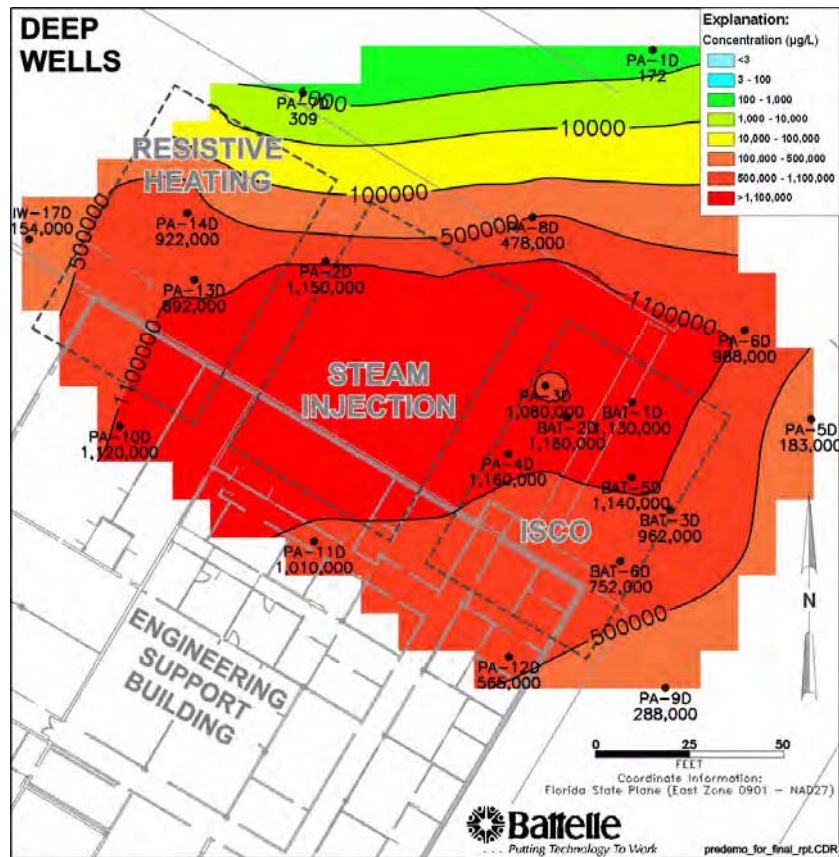 DEEP
WELLS
Explanation:
Concentration (µg/L)
<3
3 - 100
100 - 1,000
1,000 - 10,000
10,000 - 100,000
100,000 - 500,000
500,000 - 1,100,000
>1,100,000
PA-1D
172
PA-7D
309
10000
RESISTIVE
HEATING
100000
IW-17D
154,000
500000
PA-14D
922,000
500000
PA-8D
478,000
PA-2D
1,150,000
PA-13D
892,000
1100000
PA-6D
988,000
1100000
STEAM
INJECTION
PA-3D
1,080,000
BAT-1D
1,130,000
BAT-2D
PA-5D
183,000
PA-10D
1,120,000
PA-4D
1,160,000
BAT-5D
1,140,000
BAT-3D
962,000
ISCO
PA-11D
1,010,000
BAT-6D
752,000
N
500000
ENGINEERING
SUPPORT
BUILDING
PA-12D
565,000
PA-9D
288,000
0 25 50
FEET
Coordinate Information:
Florida State Plane (East Zone 0901 - NAD27)
Battelle
. . . Putting Technology To Work
predemo_for_final_rpt.CDR